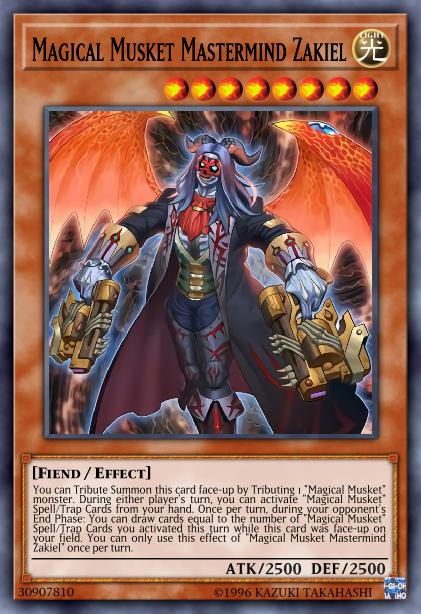 MAGICAL MUSKET MASTERMIND ZAKIEL
LIGHT
光
[FIEND / EFFECT]
You can Tribute Summon this card face-up by Tributing 1 "Magical Musket"
monster. During either player's turn, you can activate "Magical Musket"
Spell/Trap Cards from your hand. Once per turn, during your opponent's
End Phase: You can draw cards equal to the number of "Magical Musket"
Spell/Trap Cards you activated this turn while this card was face-up on
your field. You can only use this effect of "Magical Musket Mastermind
Zakiel" once per turn.
ATK/2500 DEF/2500
30907810
©1996 KAZUKI TAKAHASHI